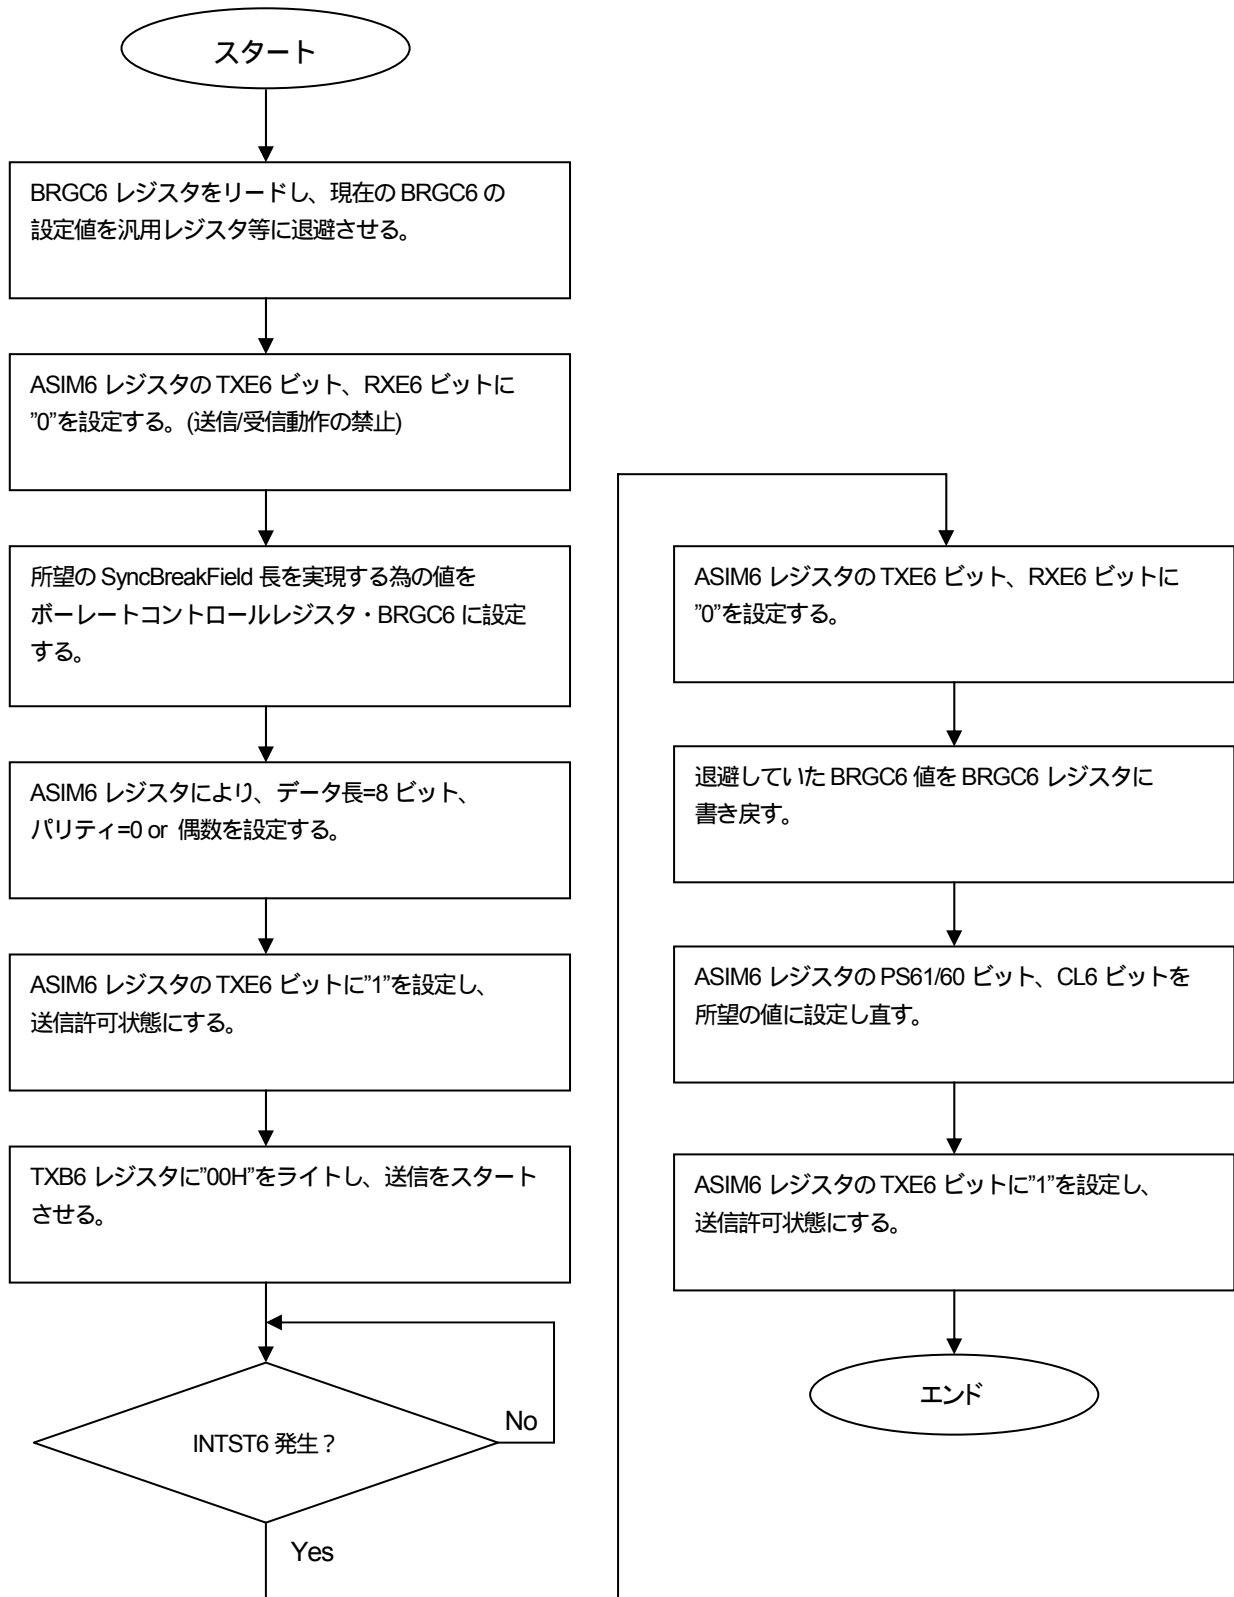 スタート
BRGC6 レジスタをリードし、現在の BRGC6 の
設定値を汎用レジスタ等に退避させる。
ASIM6 レジスタの TXE6 ビット、RXE6 ビットに
”0”を設定する。(送信/受信動作の禁止)
所望の SyncBreakField 長を実現する為の値を
ボーレートコントロールレジスタ・BRGC6 に設定
する。
ASIM6 レジスタにより、データ長=8 ビット、
パリティ=0 or 偶数を設定する。
ASIM6 レジスタの TXE6 ビットに”1”を設定し、
送信許可状態にする。
TXB6 レジスタに”00H”をライトし、送信をスタート
させる。
INTST6 発生？
No
Yes
ASIM6 レジスタの TXE6 ビット、RXE6 ビットに
”0”を設定する。
退避していた BRGC6 値を BRGC6 レジスタに
書き戻す。
ASIM6 レジスタの PS61/60 ビット、CL6 ビットを
所望の値に設定し直す。
ASIM6 レジスタの TXE6 ビットに”1”を設定し、
送信許可状態にする。
エンド